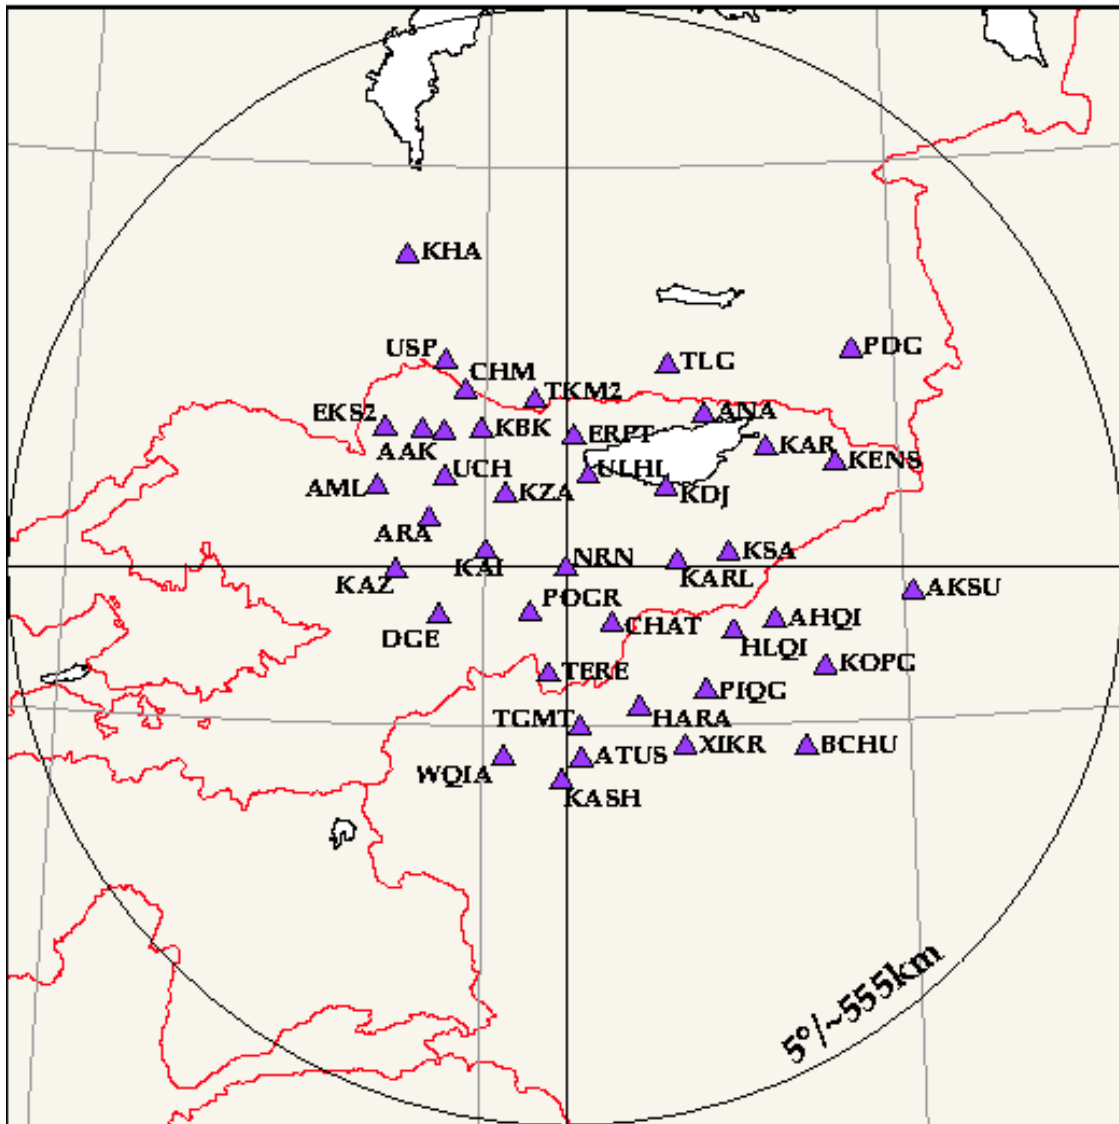 KHA
USP
CHM
TLG
PDG
TKM2
EKS2
AAK
KBK
ERPT
ANA
KAR
KENS
UCH
AML
KZA
ULHL
KDJ
ARA
KAI
NRN
KSA
KARL
KAZ
AKSU
POGR
DGE
CHAT
AHQI
HLQI
KOPG
TERE
PIQG
TGMT
HARA
XIKR
BCHU
WQIA
ATUS
KASH
5°/~555km